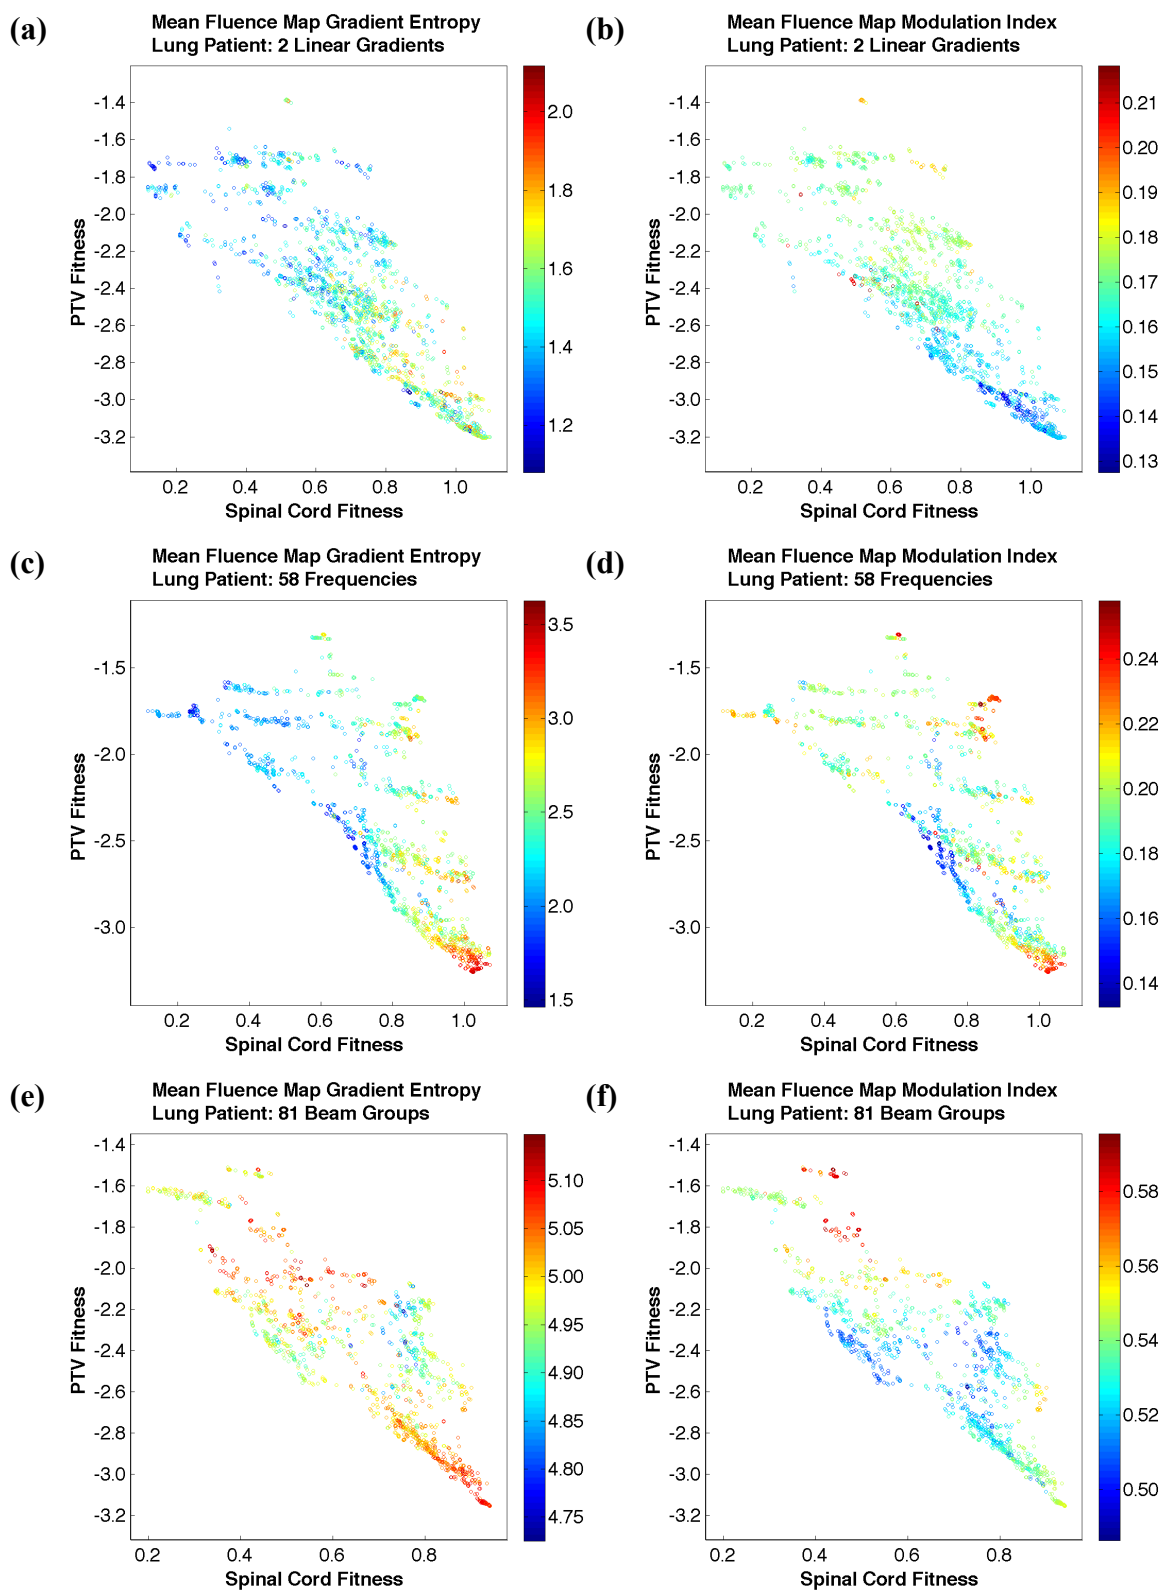 (a)
Mean Fluence Map Gradient Entropy
Lung Patient: 2 Linear Gradients
-1.4
-1.6
-1.8
-2.0
-2.2
-2.4
-2.6
-2.8
-3.0
-3.2
PTV Fitness
0.2 0.4 0.6 0.8 1.0
Spinal Cord Fitness
2.0
1.8
1.6
1.4
1.2
(b)
Mean Fluence Map Modulation Index
Lung Patient: 2 Linear Gradients
-1.4
-1.6
-1.8
-2.0
-2.2
-2.4
-2.6
-2.8
-3.0
-3.2
PTV Fitness
0.2 0.4 0.6 0.8 1.0
Spinal Cord Fitness
0.21
0.20
0.19
0.18
0.17
0.16
0.15
0.14
0.13
(c)
Mean Fluence Map Gradient Entropy
Lung Patient: 58 Frequencies
-1.5
-2.0
-2.5
-3.0
PTV Fitness
0.2 0.4 0.6 0.8 1.0
Spinal Cord Fitness
3.5
3.0
2.5
2.0
1.5
(d)
Mean Fluence Map Modulation Index
Lung Patient: 58 Frequencies
-1.5
-2.0
-2.5
-3.0
PTV Fitness
0.2 0.4 0.6 0.8 1.0
Spinal Cord Fitness
0.24
0.22
0.20
0.18
0.16
0.14
(e)
Mean Fluence Map Gradient Entropy
Lung Patient: 81 Beam Groups
-1.4
-1.6
-1.8
-2.0
-2.2
-2.4
-2.6
-2.8
-3.0
-3.2
PTV Fitness
0.2 0.4 0.6 0.8
Spinal Cord Fitness
5.10
5.05
5.00
4.95
4.90
4.85
4.80
4.75
(f)
Mean Fluence Map Modulation Index
Lung Patient: 81 Beam Groups
-1.4
-1.6
-1.8
-2.0
-2.2
-2.4
-2.6
-2.8
-3.0
-3.2
PTV Fitness
0.2 0.4 0.6 0.8
Spinal Cord Fitness
0.58
0.56
0.54
0.52
0.50